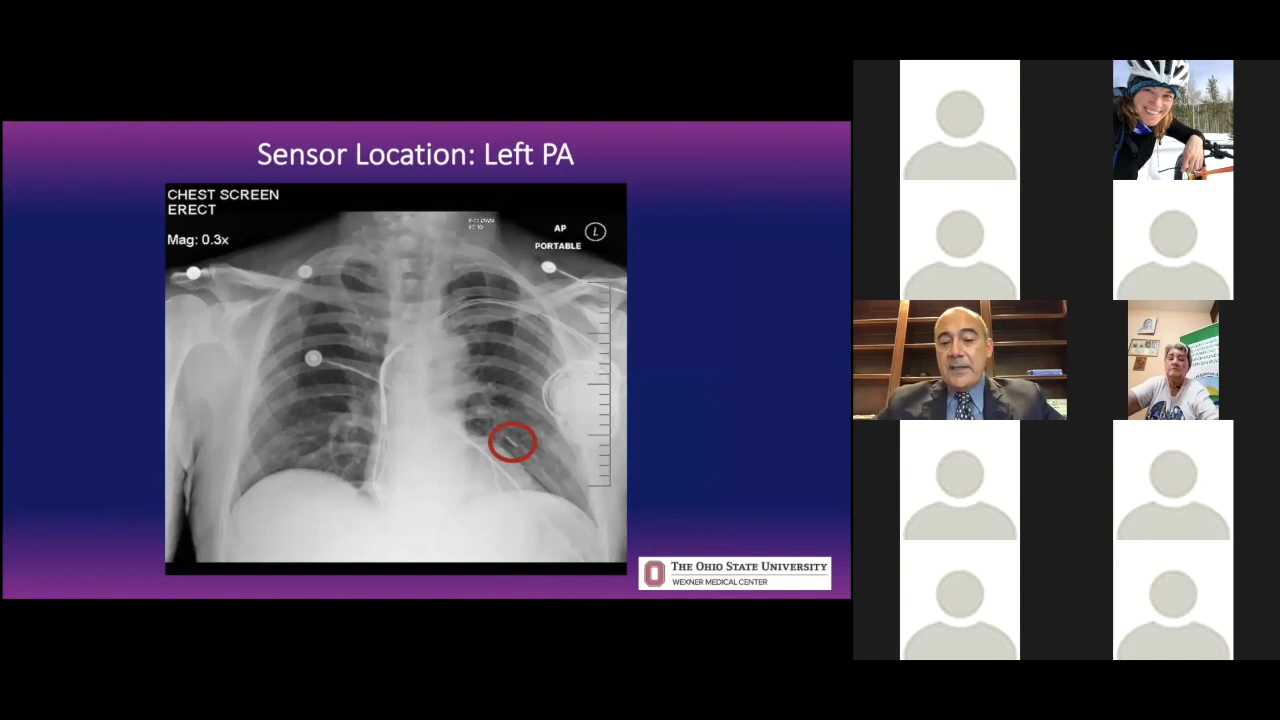 Sensor Location: Left PA
CHEST SCREEN
ERECT
Mag: 0.3x
AP
L
PORTABLE
THE OHIO STATE UNIVERSITY
WEXNER MEDICAL CENTER